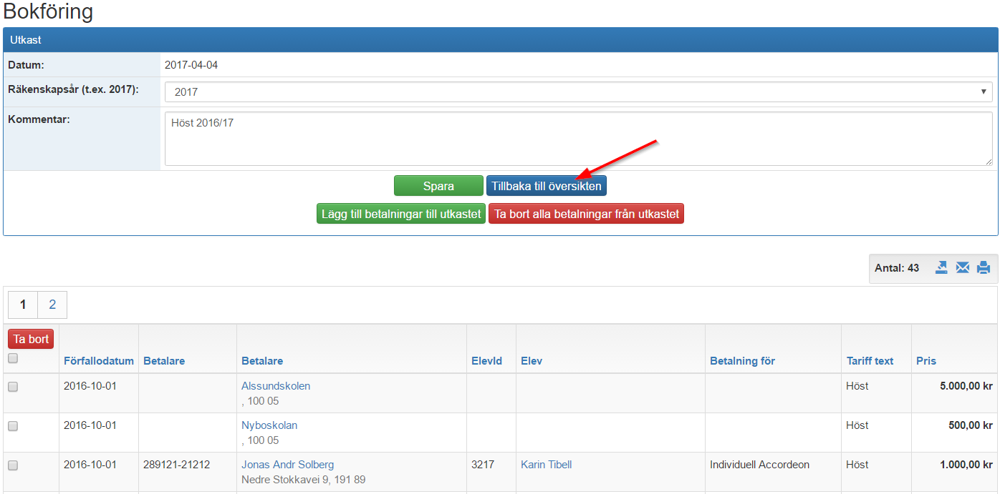 Bokföring
Utkast
Datum: 2017-04-04
Räkenskapsår (t.ex. 2017): 2017
Kommentar: Höst 2016/17
Spara Tillbaka till översikten
Lägg till betalningar till utkastet Ta bort alla betalningar från utkastet
Antal: 43
1 2
Ta bort
Förfallodatum Betalare Betalare ElevId Elev Betalning för Tariff text Pris
2016-10-01 Alssundskolen Höst 5.000,00 kr
, 100 05
2016-10-01 Nyboskolan Höst 500,00 kr
, 100 05
2016-10-01 289121-21212 Jonas Andr Solberg 3217 Karin Tibell Individuell Accordeon Höst 1.000,00 kr
Nedre Stokkavei 9, 191 89